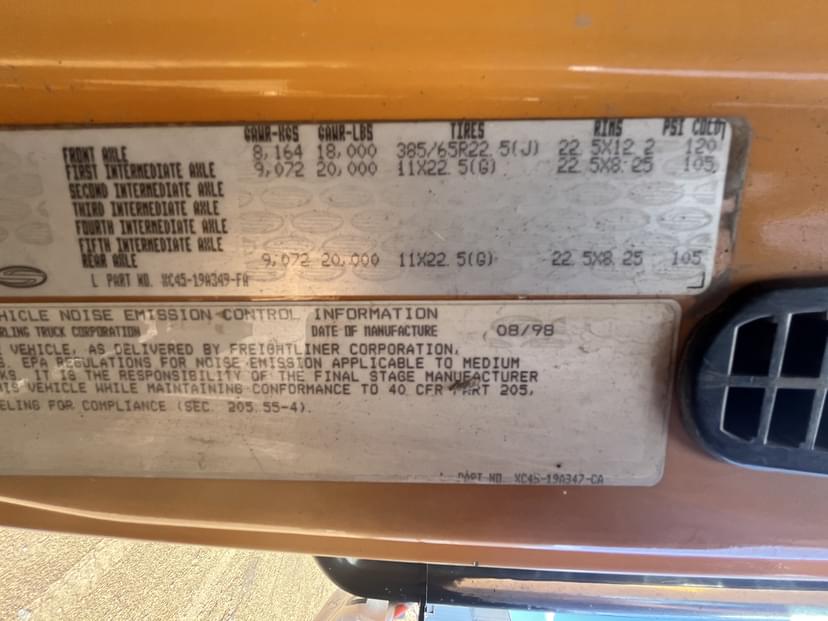 GAWR-KGS GAWR-LBS TIRES RIMS PSI COLD
FRONT AXLE 8,164 18,000 385/65R22.5(J) 22.5X12.2 120
FIRST INTERMEDIATE AXLE 9,072 20,000 11X22.5(G) 22.5X8.25 105
SECOND INTERMEDIATE AXLE
THIRD INTERMEDIATE AXLE
FOURTH INTERMEDIATE AXLE
FIFTH INTERMEDIATE AXLE
REAR AXLE 9,072 20,000 11X22.5(G) 22.5X8.25 105
L PART NO. XC45-19A349-FA
HICLE NOISE EMISSION CONTROL INFORMATION
RLING TRUCK CORPORATION DATE OF MANUFACTURE 08/98
VEHICLE, AS DELIVERED BY FREIGHTLINER CORPORATION,
S. EPA REGULATIONS FOR NOISE EMISSION APPLICABLE TO MEDIUM
KS. IT IS THE RESPONSIBILITY OF THE FINAL STAGE MANUFACTURER
HIS VEHICLE WHILE MAINTAINING CONFORMANCE TO 40 CFR PART 205,
ELING FOR COMPLIANCE (SEC. 205.55-4).
PART NO. XC45-19A347-CA